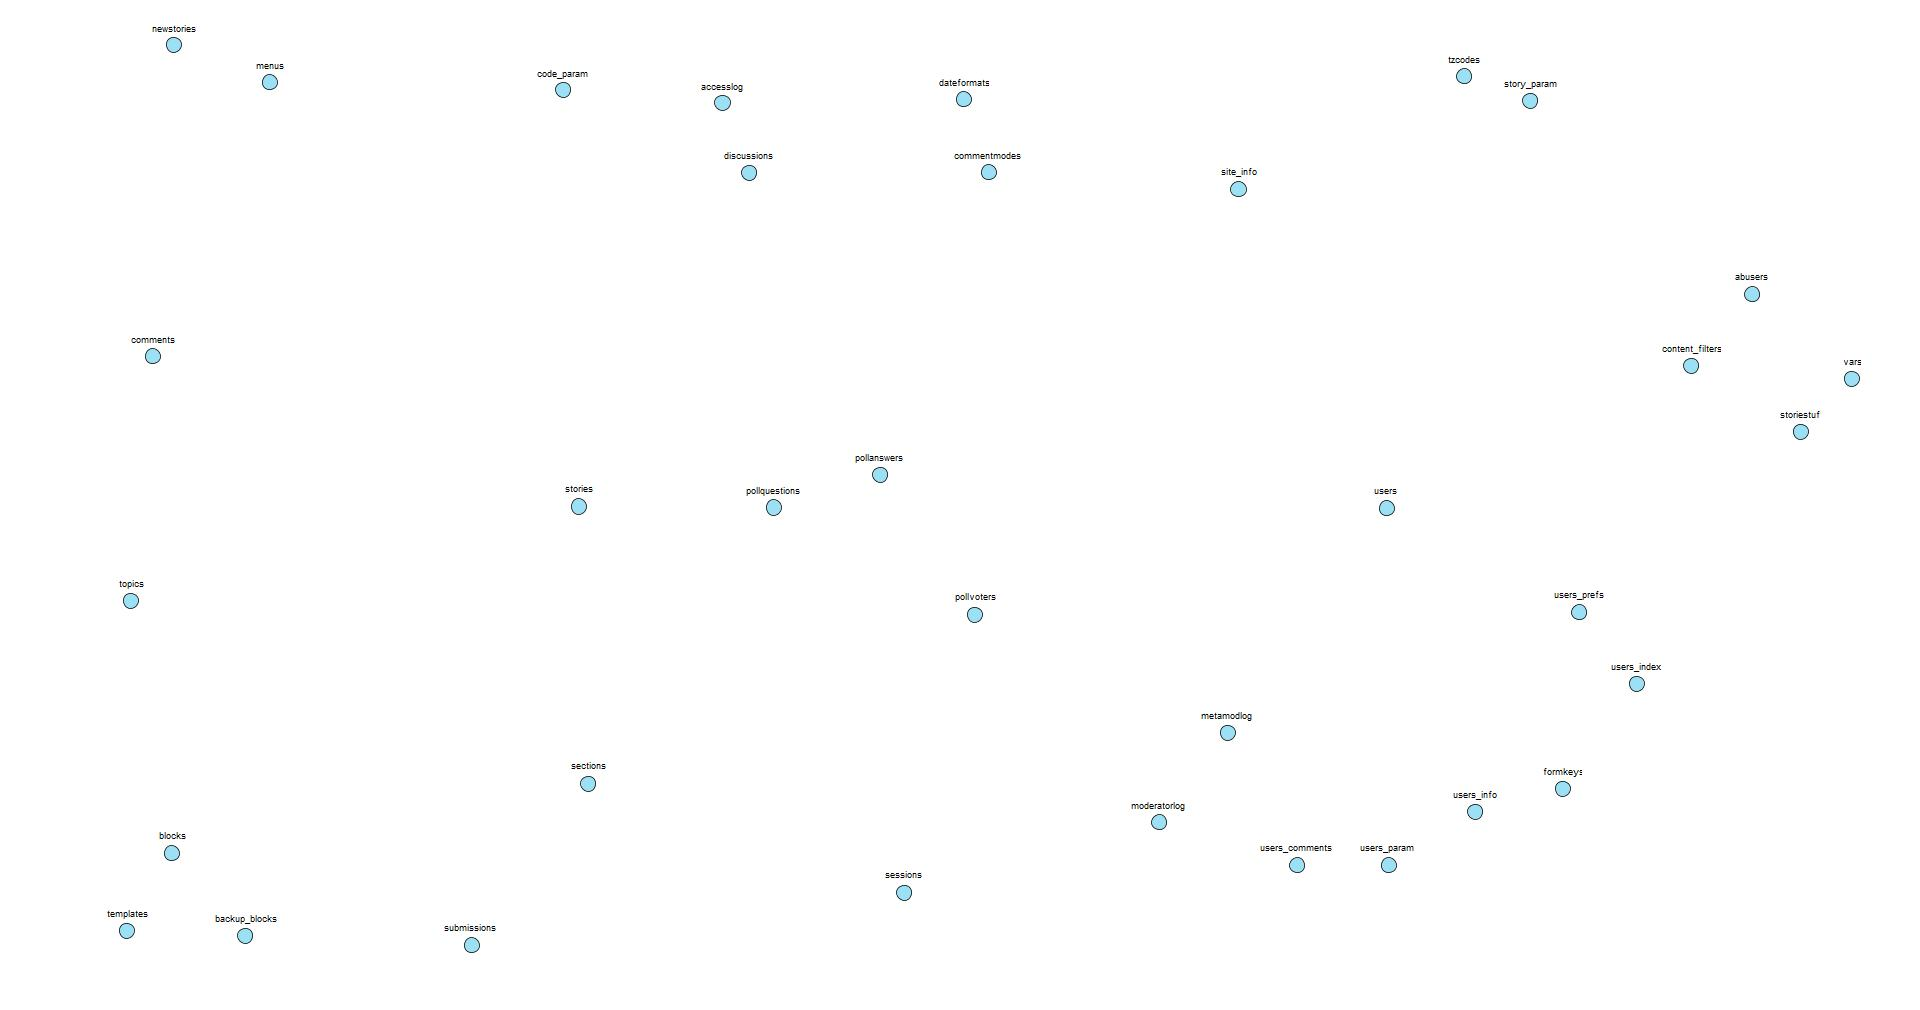 newstories
menus
code_param
accesslog
dateformats
tzcodes
story_param
discussions
commentmodes
site_info
abusers
comments
content_filters
vars
storiestuf
pollanswers
stories
pollquestions
users
topics
pollvoters
users_prefs
users_index
metamodlog
sections
formkeys
users_info
moderatorlog
blocks
users_comments
users_param
sessions
templates
backup_blocks
submissions